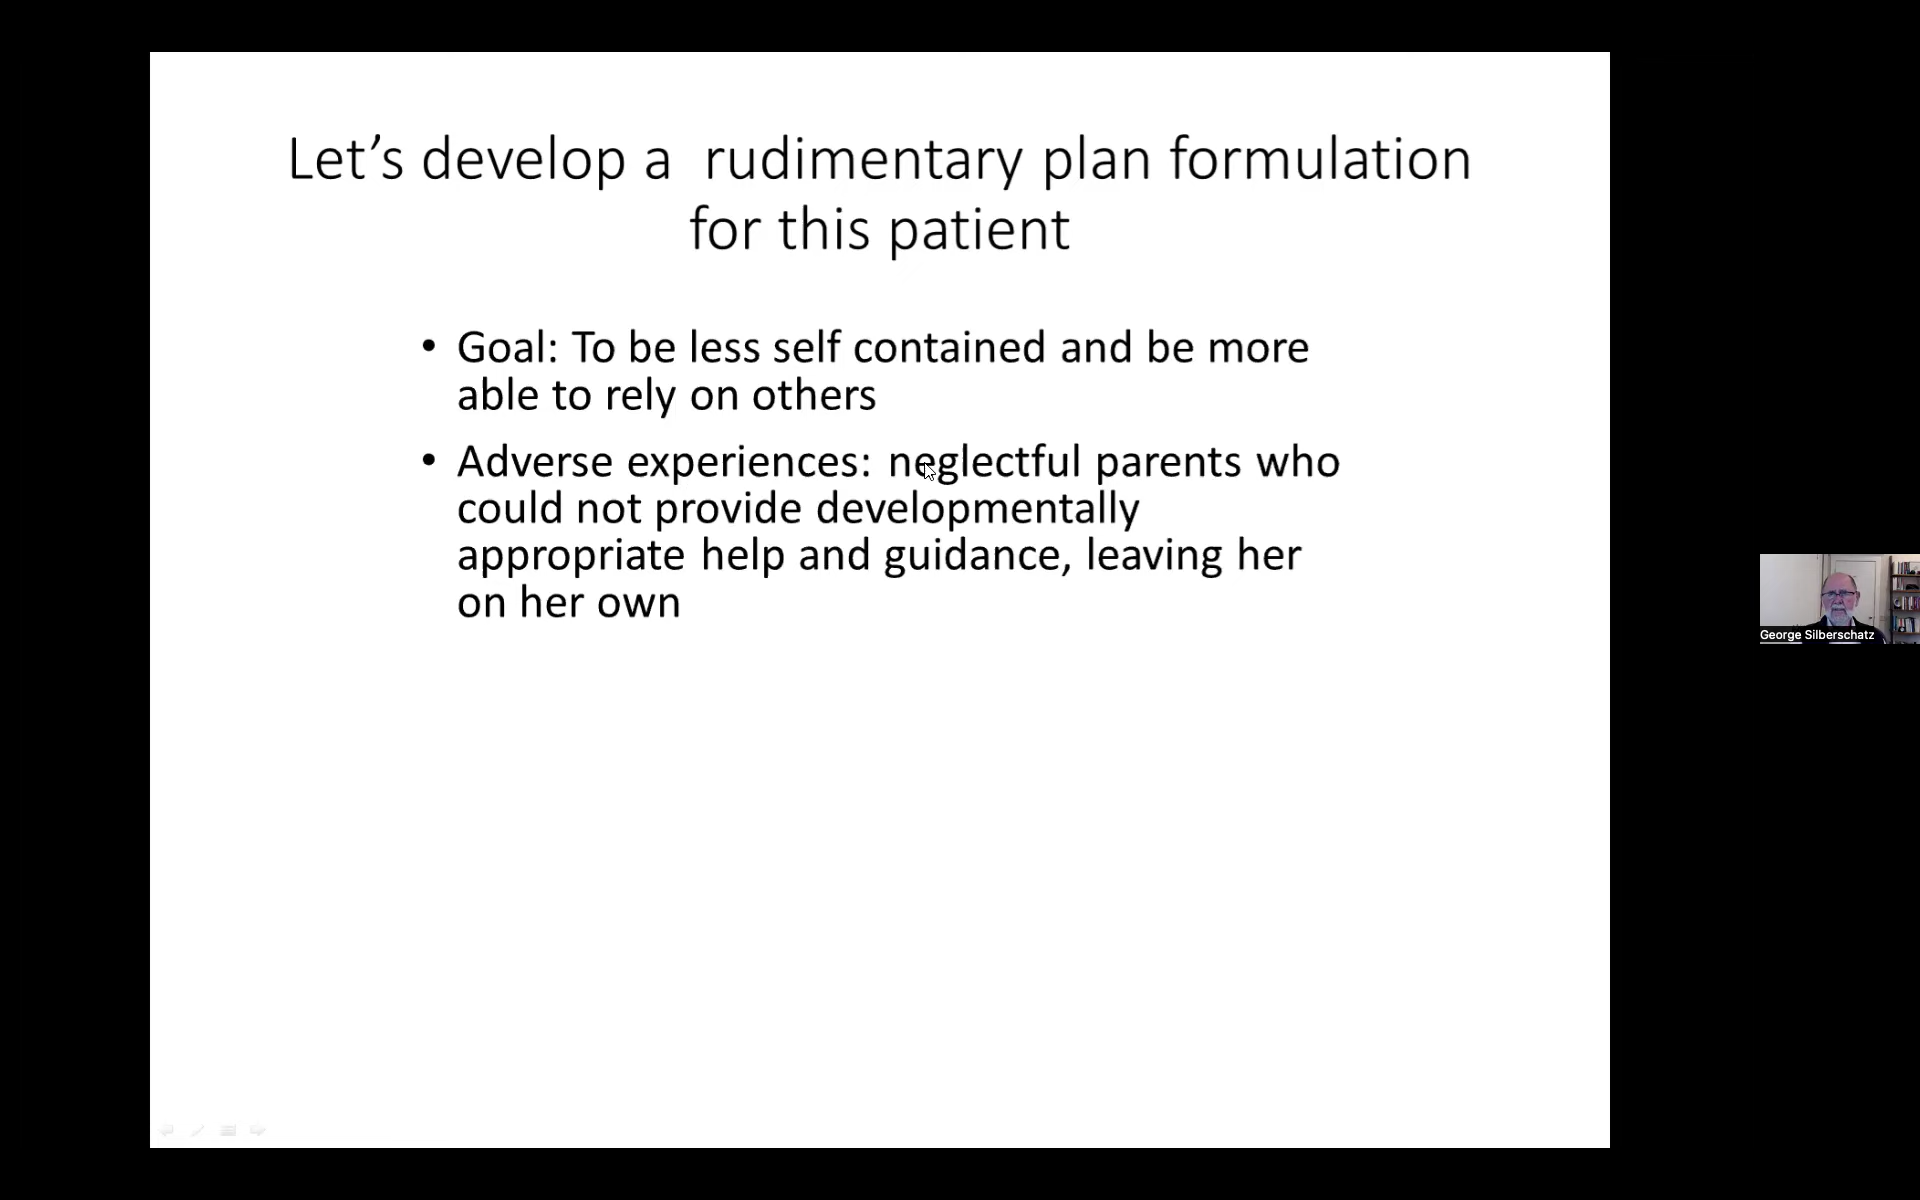 Let’s develop a  rudimentary plan formulation
for this patient
• Goal: To be less self contained and be more
able to rely on others
• Adverse experiences: neglectful parents who
could not provide developmentally
appropriate help and guidance, leaving her
on her own
George Silberschatz